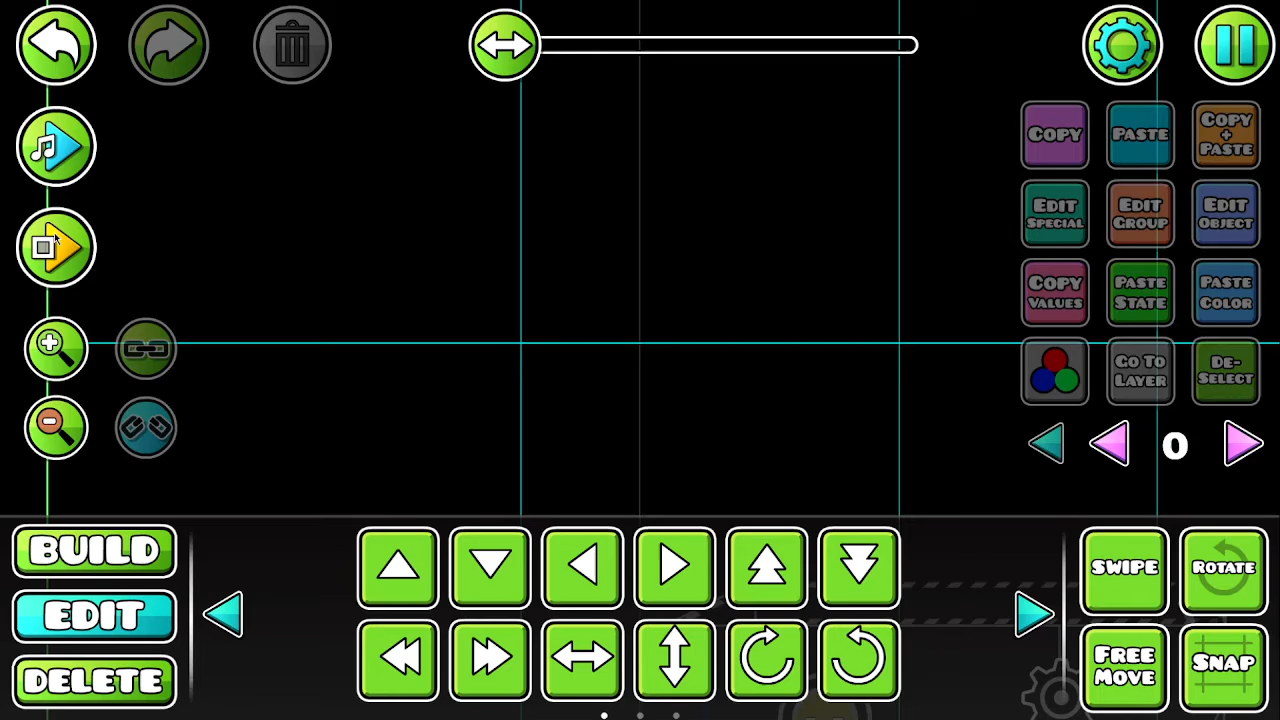 COPY
PASTE
COPY
+
PASTE
EDIT
SPECIAL
EDIT
GROUP
EDIT
OBJECT
COPY
VALUES
PASTE
STATE
PASTE
COLOR
GO TO
LAYER
DE-
SELECT
0
BUILD
EDIT
DELETE
SWIPE
ROTATE
FREE
MOVE
SNAP